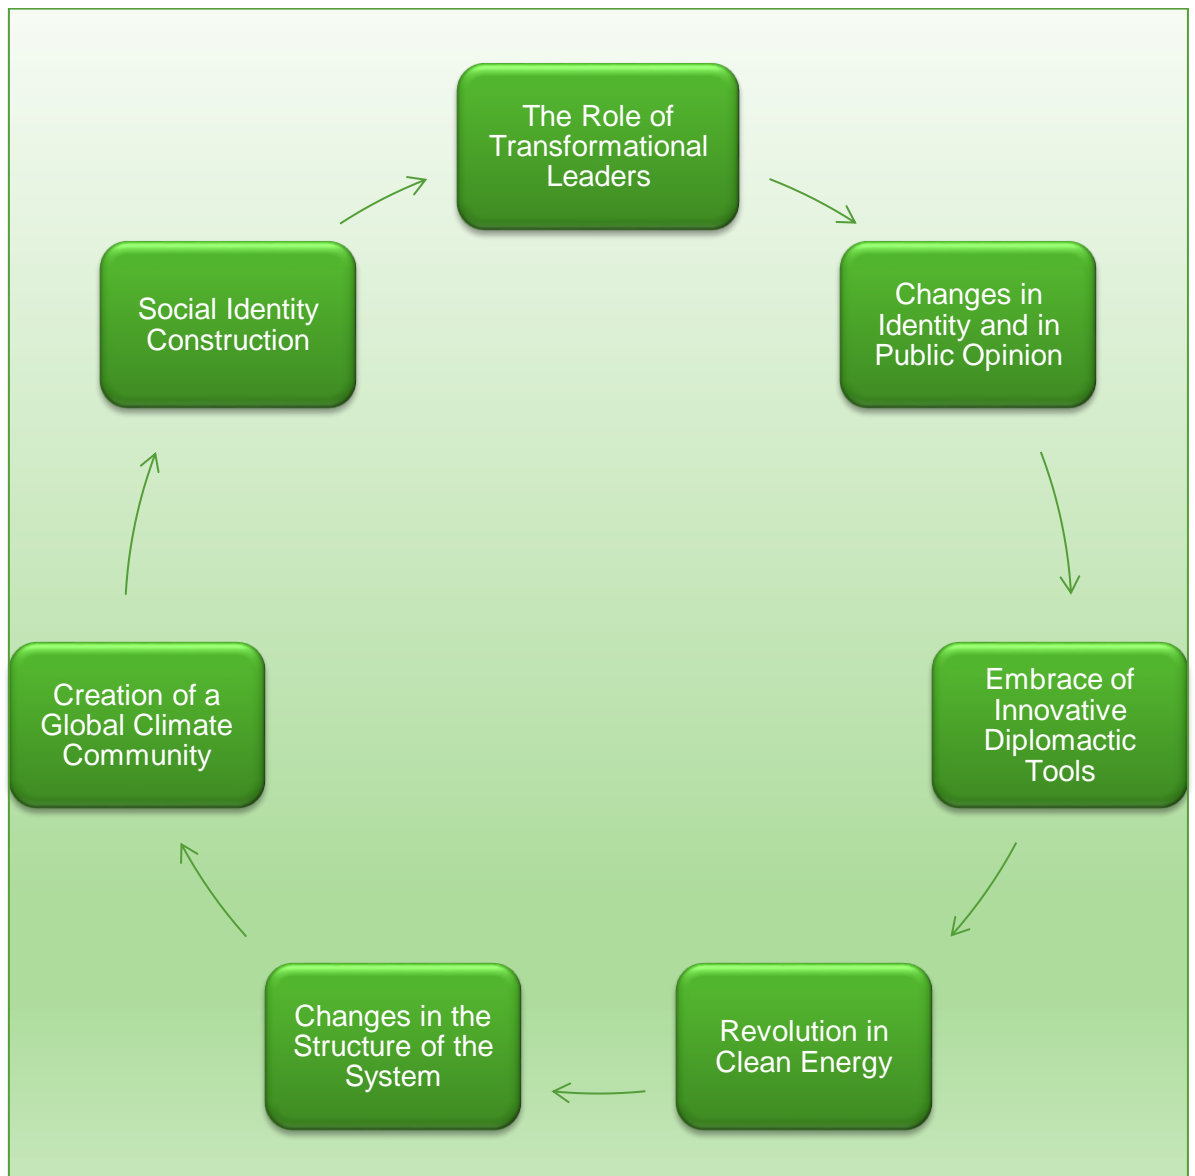 The Role of
Transformational
Leaders
Changes in
Identity and in
Public Opinion
Embrace of
Innovative
Diplomactic
Tools
Revolution in
Clean Energy
Changes in the
Structure of the
System
Creation of a
Global Climate
Community
Social Identity
Construction